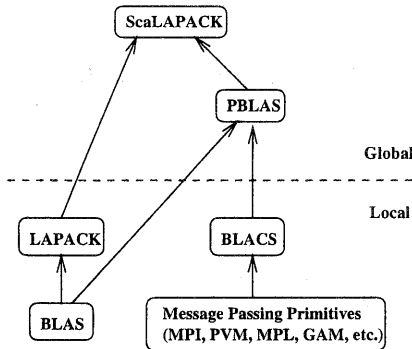 ScaLAPACK
PBLAS
Global
Local
LAPACK
BLACS
BLAS
Message Passing Primitives
(MPI, PVM, MPL, GAM, etc.)